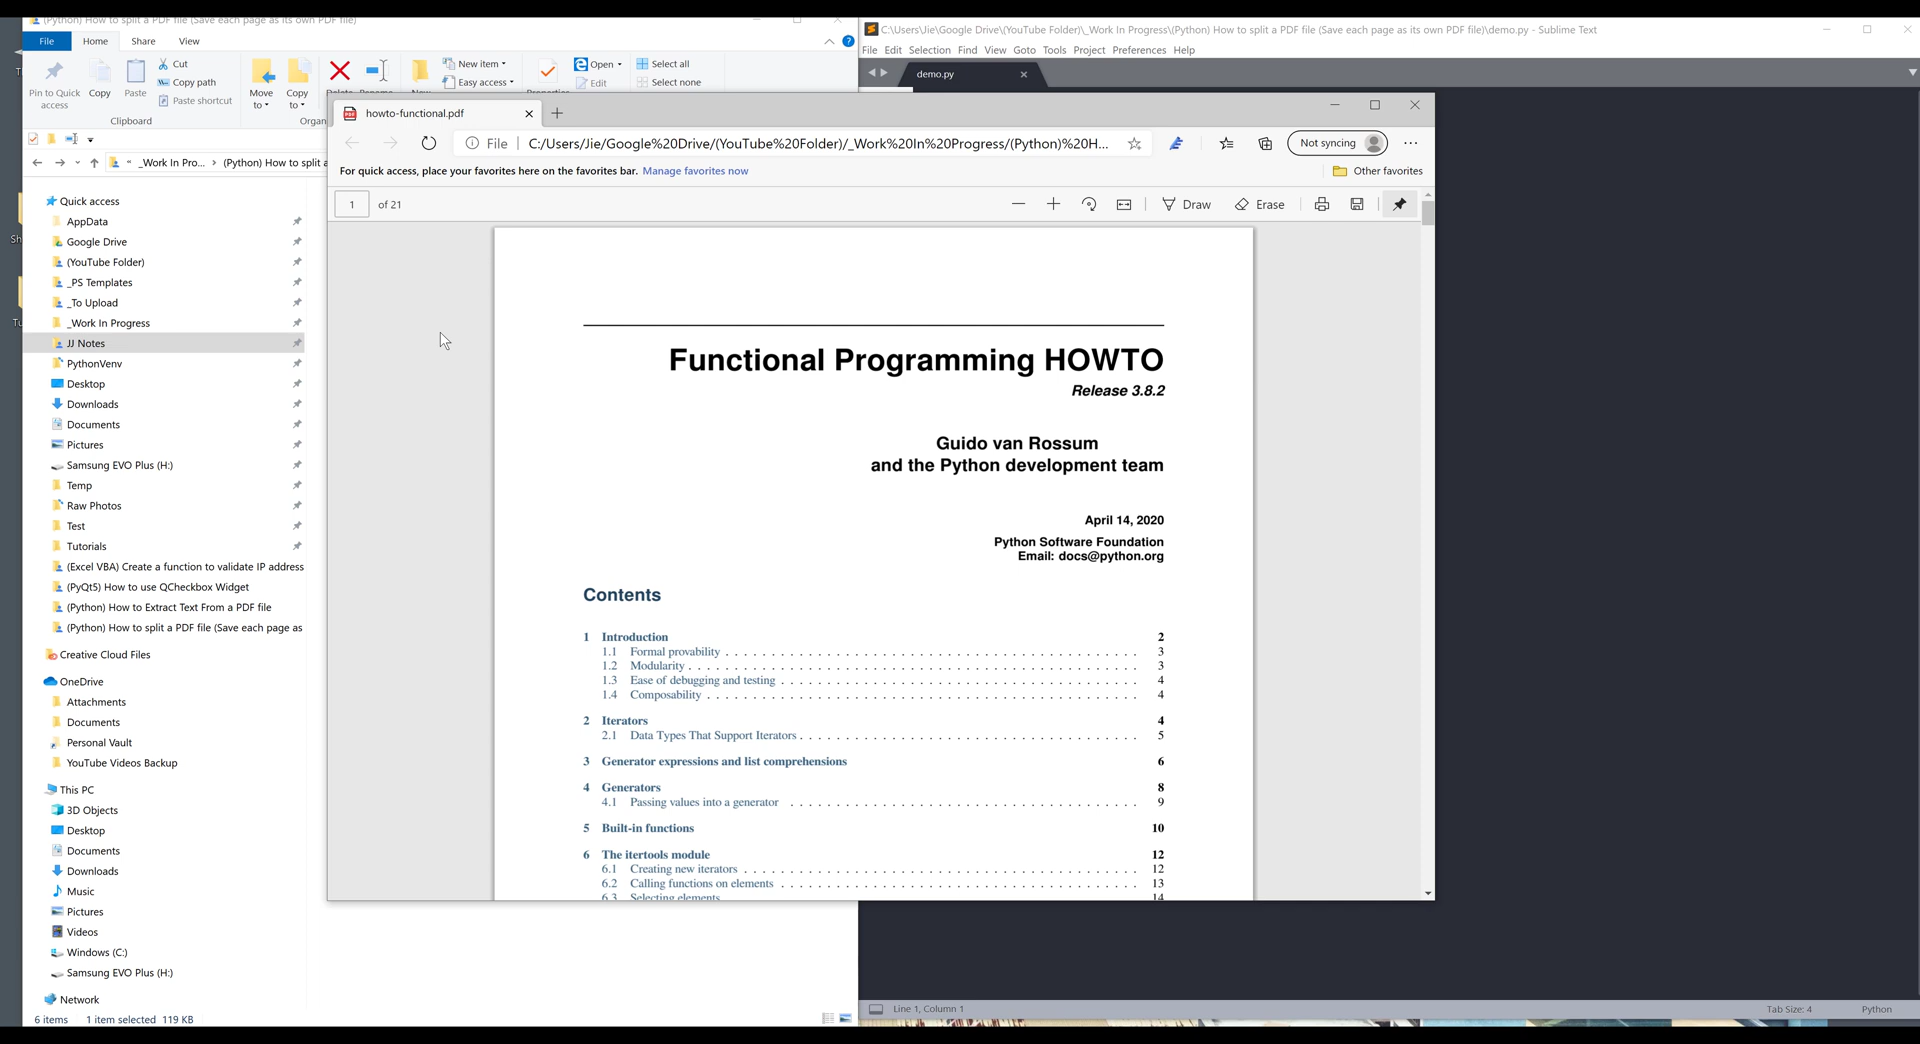 (Python) How to split a PDF file (Save each page as its own PDF file)
File Home Share View
Pin to Quick access
Copy
Paste
Cut
Copy path
Paste shortcut
Clipboard
Move to
Copy to
New item
Easy access
Open
Edit
Select all
Select none
_Work In Pro... > (Python) How to split a
Quick access
AppData
Google Drive
(YouTube Folder)
_PS Templates
_To Upload
_Work In Progress
JJ Notes
PythonVenv
Desktop
Downloads
Documents
Pictures
Samsung EVO Plus (H:)
Temp
Raw Photos
Test
Tutorials
(Excel VBA) Create a function to validate IP address
(PyQt5) How to use QCheckbox Widget
(Python) How to Extract Text From a PDF file
(Python) How to split a PDF file (Save each page as
Creative Cloud Files
OneDrive
Attachments
Documents
Personal Vault
YouTube Videos Backup
This PC
3D Objects
Desktop
Documents
Downloads
Music
Pictures
Videos
Windows (C:)
Samsung EVO Plus (H:)
Network
6 items 1 item selected 119 KB
C:\Users\Jie\Google Drive\(YouTube Folder)\_Work In Progress\(Python) How to split a PDF file (Save each page as its own PDF file)\demo.py - Sublime Text
File Edit Selection Find View Goto Tools Project Preferences Help
demo.py
howto-functional.pdf
File C:/Users/Jie/Google%20Drive/(YouTube%20Folder)/_Work%20In%20Progress/(Python)%20H...
Not syncing
For quick access, place your favorites here on the favorites bar. Manage favorites now
Other favorites
1 of 21
Draw
Erase
Functional Programming HOWTO
Release 3.8.2
Guido van Rossum
and the Python development team
April 14, 2020
Python Software Foundation
Email: docs@python.org
Contents
1 Introduction 2
1.1 Formal provability 3
1.2 Modularity 3
1.3 Ease of debugging and testing 4
1.4 Composability 4
2 Iterators 4
2.1 Data Types That Support Iterators 5
3 Generator expressions and list comprehensions 6
4 Generators 8
4.1 Passing values into a generator 9
5 Built-in functions 10
6 The itertools module 12
6.1 Creating new iterators 12
6.2 Calling functions on elements 13
6.3 Selecting elements 14
Line 1, Column 1
Tab Size: 4
Python